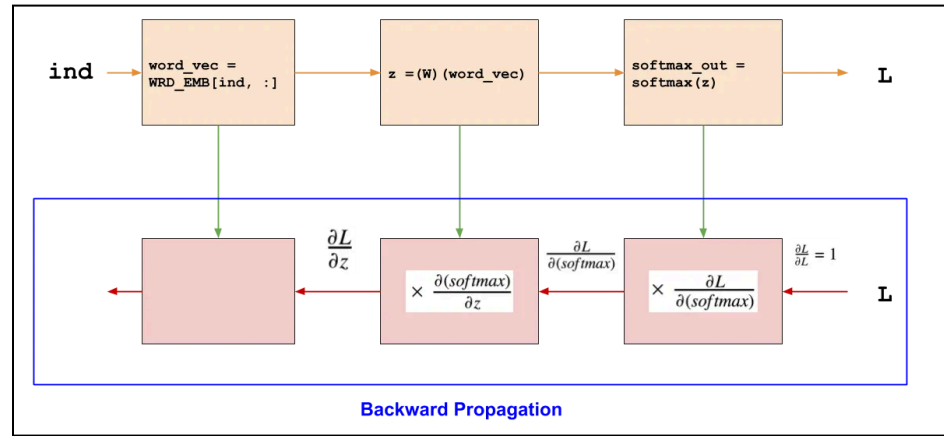 ind
word_vec =
WRD_EMB[ind, :]
z =(W)(word_vec)
softmax_out =
softmax(z)
L
∂L/∂z
∂L/∂(softmax)
∂L/∂L = 1
× ∂(softmax)/∂z
× ∂L/∂(softmax)
L
Backward Propagation